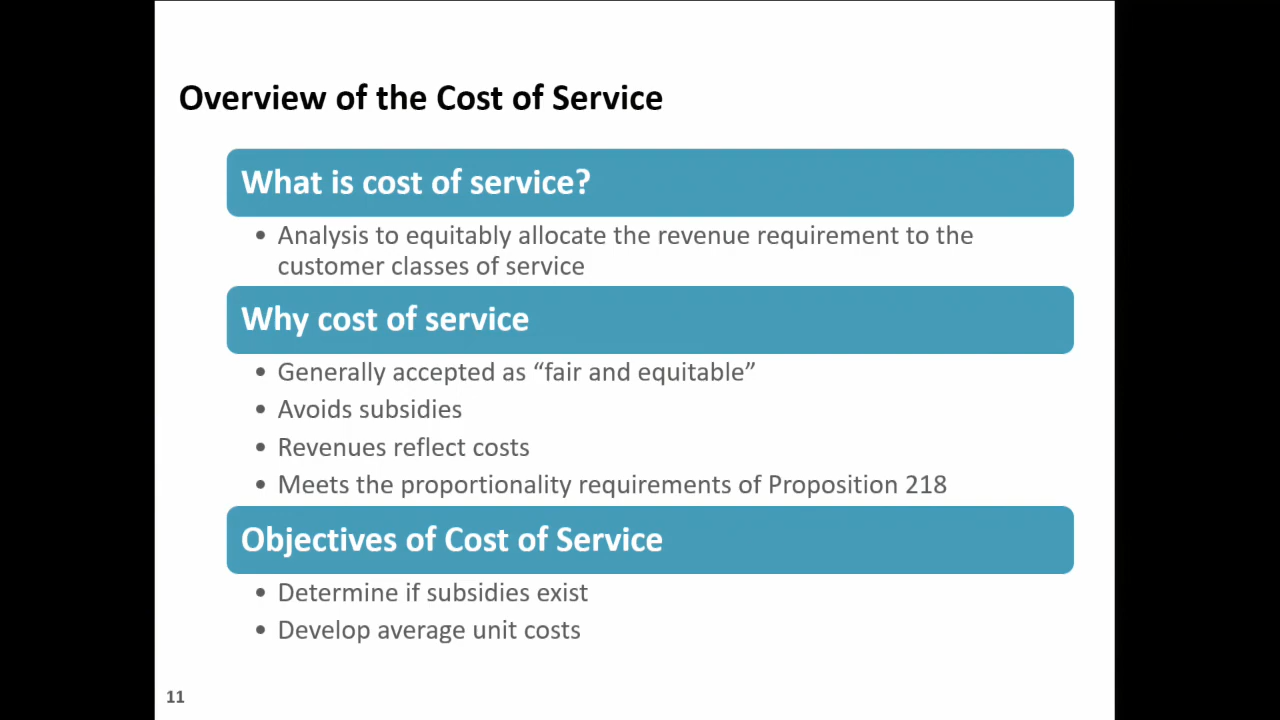 Overview of the Cost of Service
What is cost of service?
• Analysis to equitably allocate the revenue requirement to the
customer classes of service
Why cost of service
• Generally accepted as “fair and equitable”
• Avoids subsidies
• Revenues reflect costs
• Meets the proportionality requirements of Proposition 218
Objectives of Cost of Service
• Determine if subsidies exist
• Develop average unit costs
11